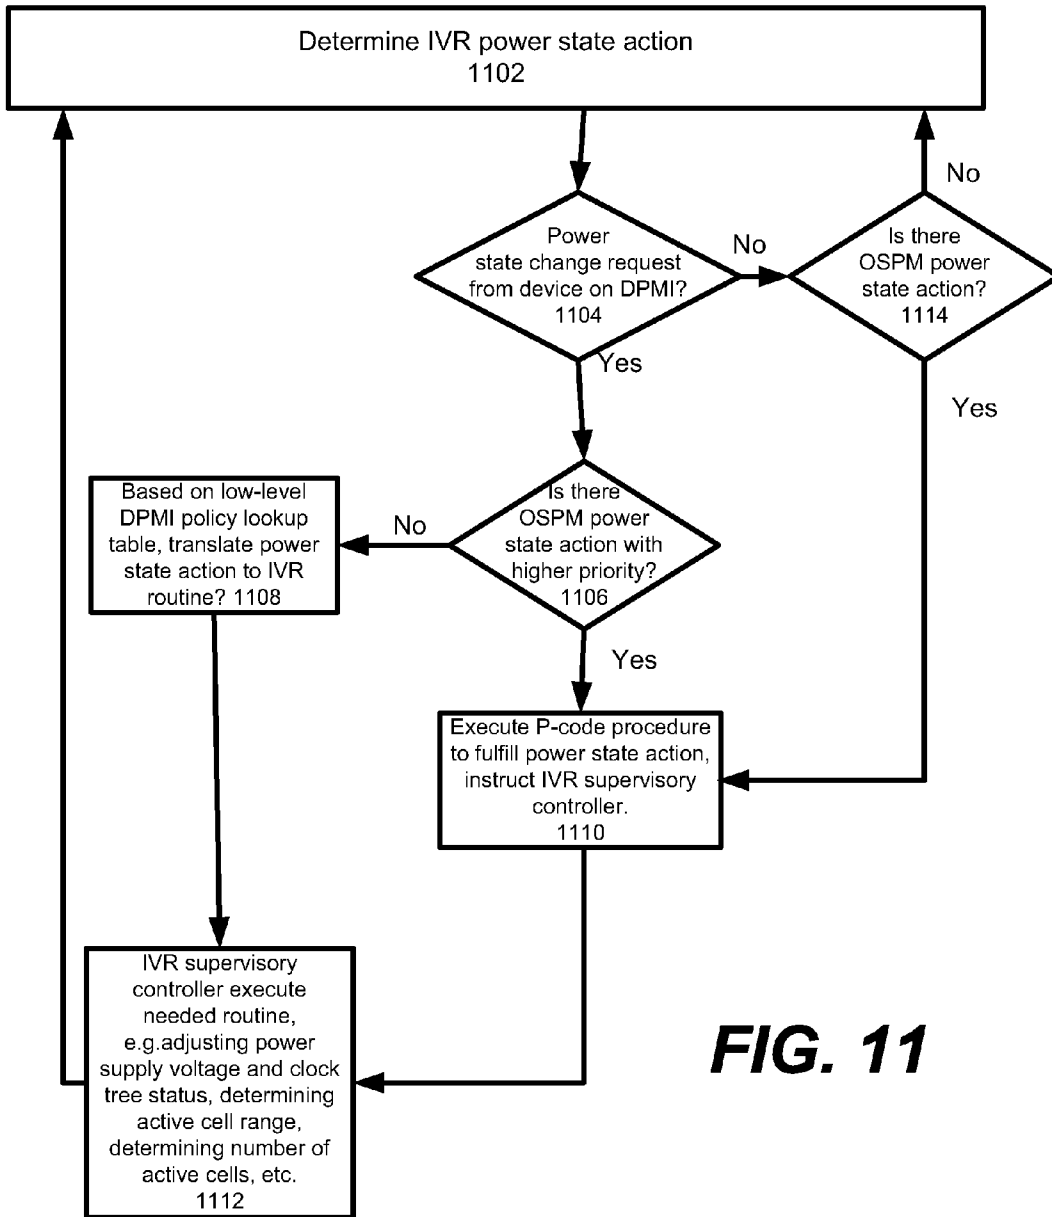 Determine IVR power state action
1102
No
Power
state change request
from device on DPMI?
1104
No
Is there
OSPM power
state action?
1114
Yes
Yes
Based on low-level
DPMI policy lookup
table, translate power
state action to IVR
routine? 1108
No
Is there
OSPM power
state action with
higher priority?
1106
Yes
Execute P-code procedure
to fulfill power state action,
instruct IVR supervisory
controller.
1110
IVR supervisory
controller execute
needed routine,
e.g.adjusting power
supply voltage and clock
tree status, determining
active cell range,
determining number of
active cells, etc.
1112
FIG. 11